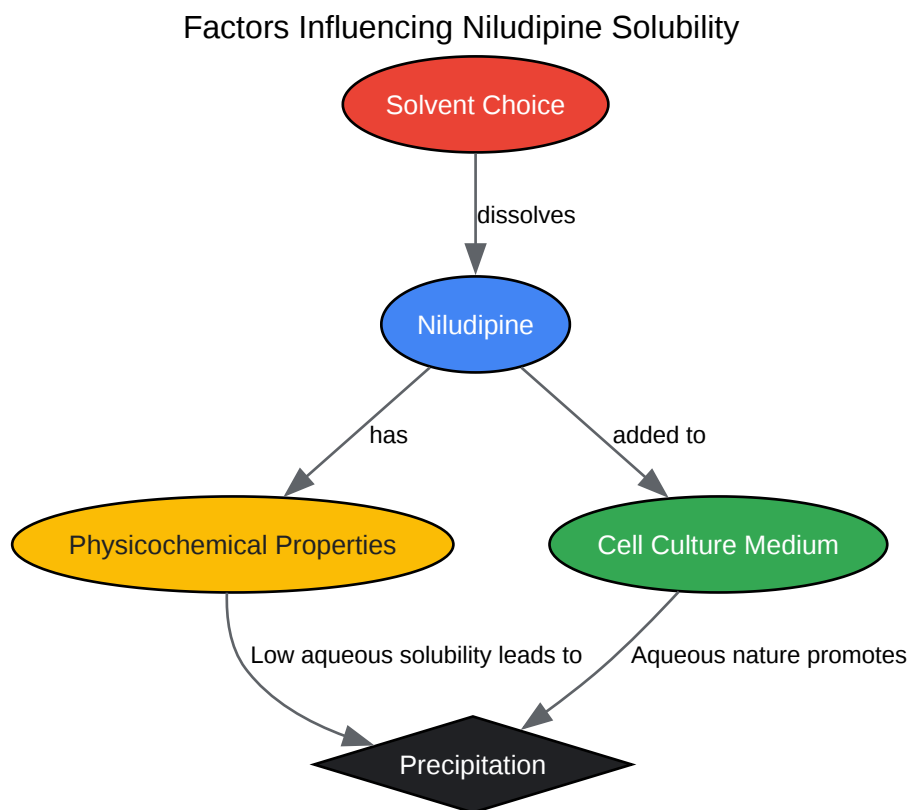 Factors Influencing Niludipine Solubility
Solvent Choice
dissolves
Niludipine
has
added to
Physicochemical Properties
Cell Culture Medium
Low aqueous solubility leads to
Aqueous nature promotes
Precipitation